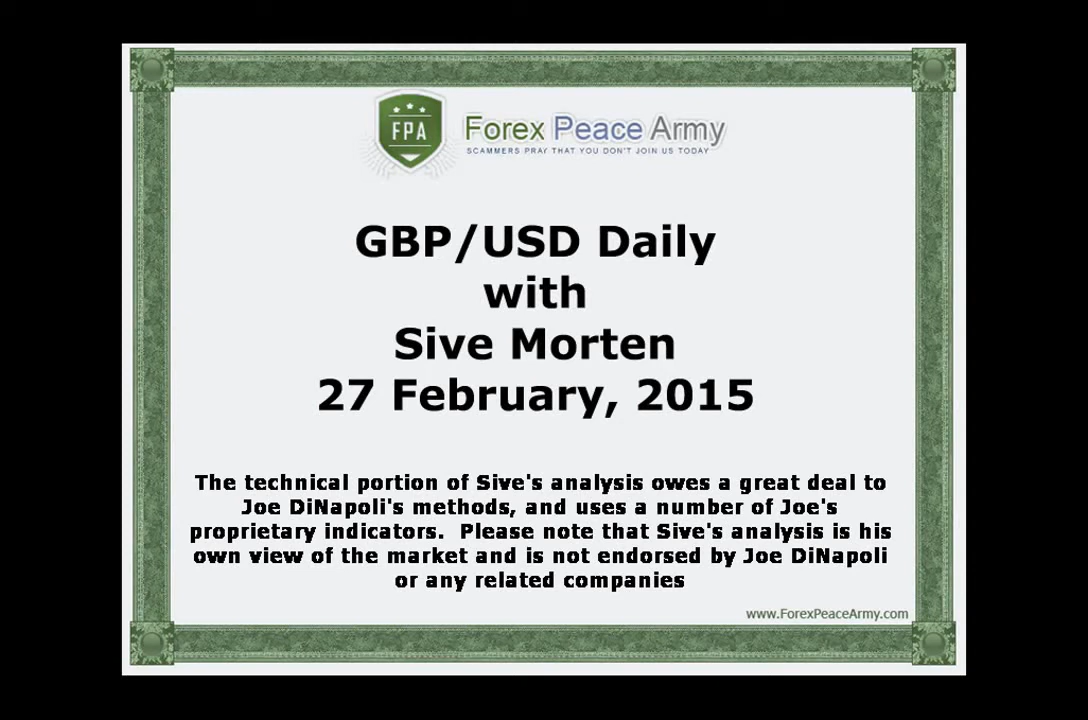 FPA
Forex Peace Army
SCAMMERS PRAY THAT YOU DON'T JOIN US TODAY
GBP/USD Daily
with
Sive Morten
27 February, 2015
The technical portion of Sive's analysis owes a great deal to
Joe DiNapoli's methods, and uses a number of Joe's
proprietary indicators.  Please note that Sive's analysis is his
own view of the market and is not endorsed by Joe DiNapoli
or any related companies
www.ForexPeaceArmy.com